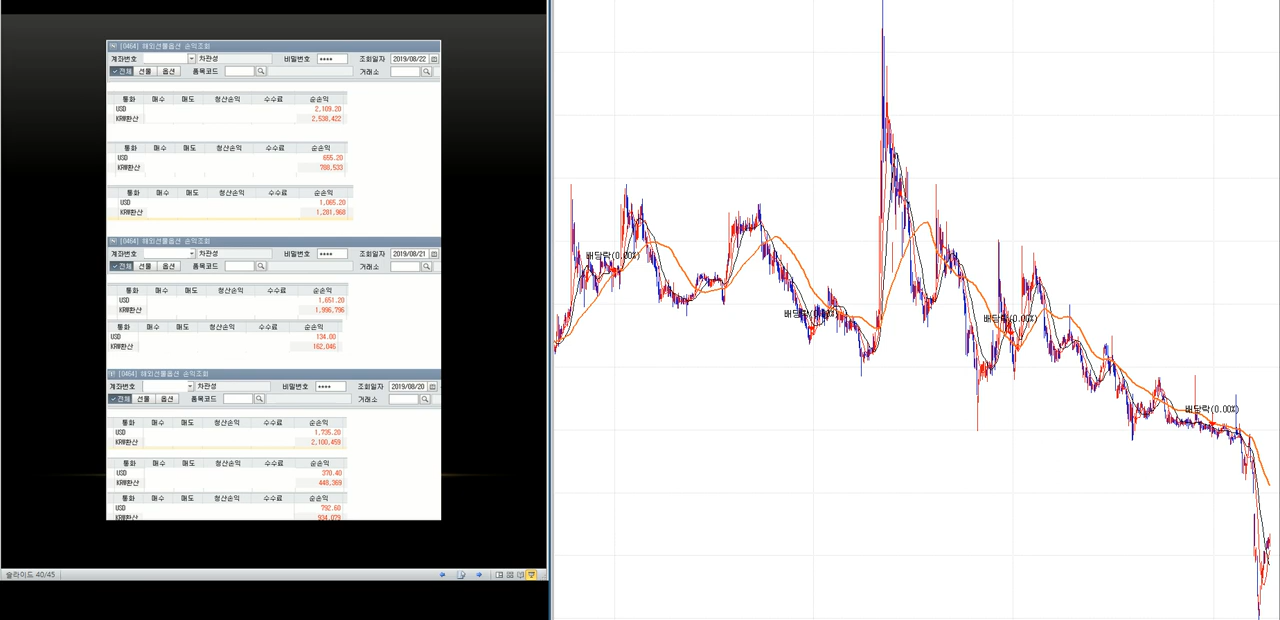 [0464] 해외선물옵션 손익조회
계좌번호 차관성 비밀번호 **** 조회일자 2019/08/22
전체 선물 옵션 품목코드 거래소
통화 매수 매도 청산손익 수수료 순손익
USD 2,109.20
KRW환산 2,538,422
통화 매수 매도 청산손익 수수료 순손익
USD 655.20
KRW환산 788,533
통화 매수 매도 청산손익 수수료 순손익
USD 1,065.20
KRW환산 1,281,968
[0464] 해외선물옵션 손익조회
계좌번호 차관성 비밀번호 **** 조회일자 2019/08/21
전체 선물 옵션 품목코드 거래소
통화 매수 매도 청산손익 수수료 순손익
USD 1,651.20
KRW환산 1,996,796
통화 매수 매도 청산손익 수수료 순손익
USD 134.00
KRW환산 162,046
[0464] 해외선물옵션 손익조회
계좌번호 차관성 비밀번호 **** 조회일자 2019/08/20
전체 선물 옵션 품목코드 거래소
통화 매수 매도 청산손익 수수료 순손익
USD 1,735.20
KRW환산 2,100,459
통화 매수 매도 청산손익 수수료 순손익
USD 370.40
KRW환산 448,369
통화 매수 매도 청산손익 수수료 순손익
USD 792.60
KRW환산 934,079
슬라이드 40/45
배당락(0.00%)
배당락(0.00%)
배당락(0.00%)
배당락(0.00%)